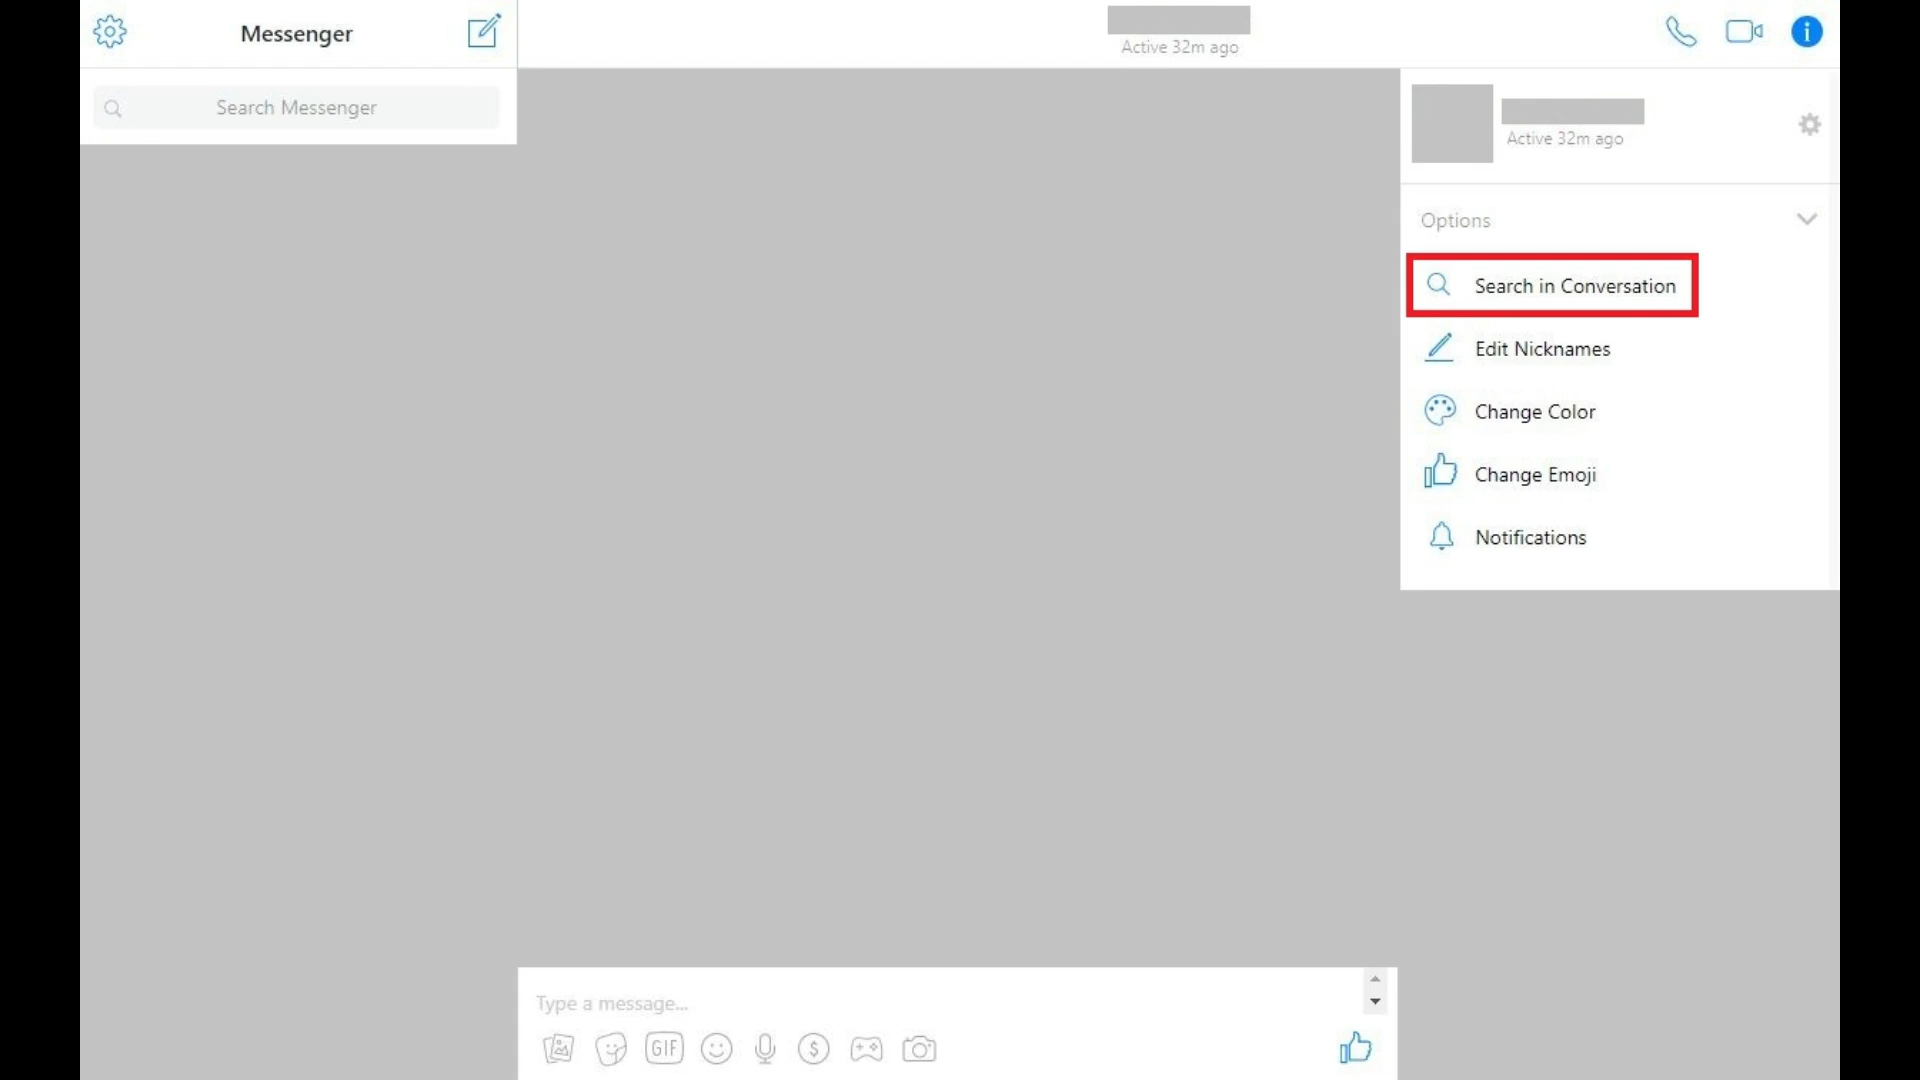 Messenger
Active 32m ago
Search Messenger
Active 32m ago
Options
Search in Conversation
Edit Nicknames
Change Color
Change Emoji
Notifications
Type a message...
GIF